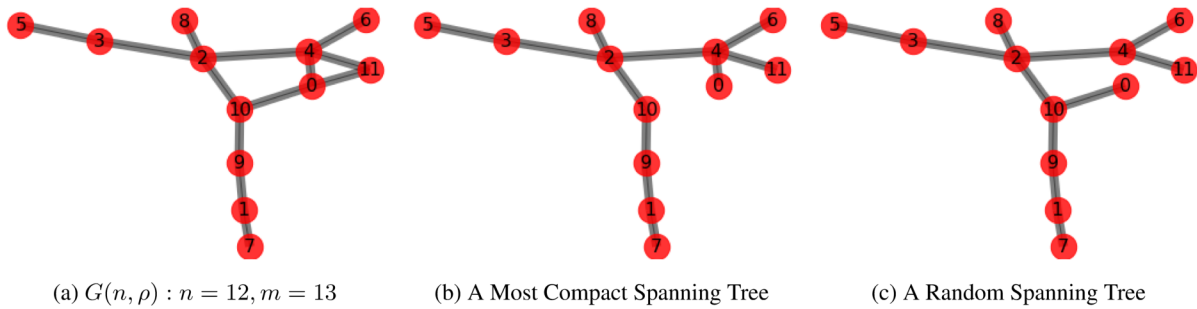 5 3 8 2 4 6 11 0 10 9 1 7
5 3 8 2 4 6 11 0 10 9 1 7
5 3 8 2 4 6 11 0 10 9 1 7
(a) G(n, ρ) : n = 12, m = 13
(b) A Most Compact Spanning Tree
(c) A Random Spanning Tree